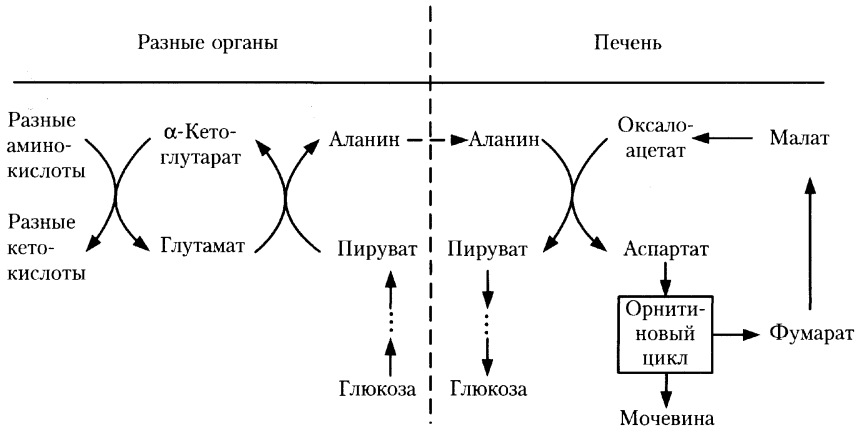 Разные органы
Печень
Разные
амино-
кислоты
α-Кето-
глутарат
Аланин
Аланин
Оксало-
ацетат
Малат
Разные
кето-
кислоты
Глутамат
Пируват
Пируват
Аспартат
Орнити-
новый
цикл
Фумарат
Глюкоза
Глюкоза
Мочевина